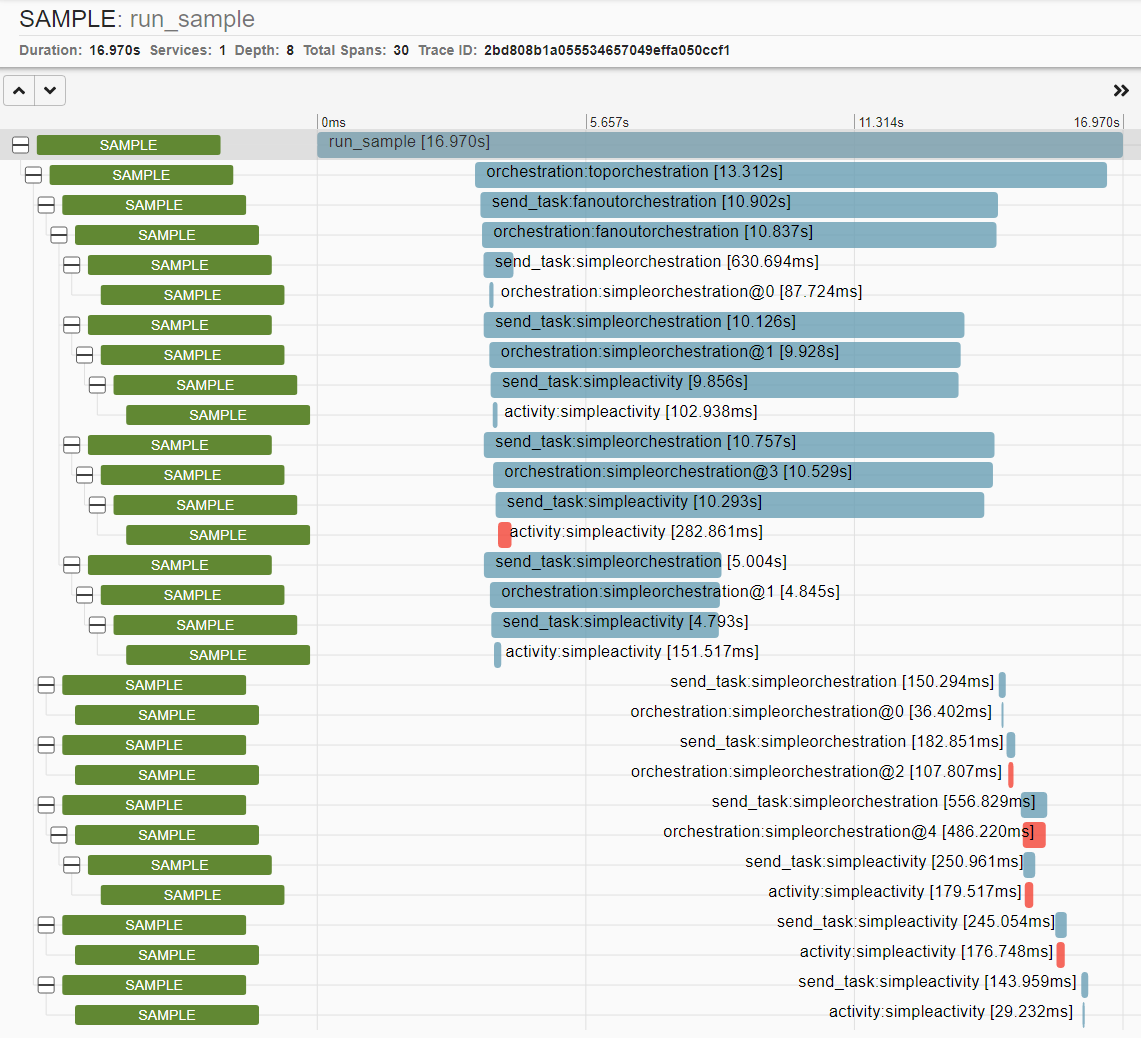 SAMPLE: run_sample
Duration: 16.970s Services: 1 Depth: 8 Total Spans: 30 Trace ID: 2bd808b1a055534657049effa050ccf1
0ms 5.657s 11.314s 16.970s
SAMPLE run_sample [16.970s]
SAMPLE orchestration:toporchestration [13.312s]
SAMPLE send_task:fanoutorchestration [10.902s]
SAMPLE orchestration:fanoutorchestration [10.837s]
SAMPLE send_task:simpleorchestration [630.694ms]
SAMPLE orchestration:simpleorchestration@0 [87.724ms]
SAMPLE send_task:simpleorchestration [10.126s]
SAMPLE orchestration:simpleorchestration@1 [9.928s]
SAMPLE send_task:simpleactivity [9.856s]
SAMPLE activity:simpleactivity [102.938ms]
SAMPLE send_task:simpleorchestration [10.757s]
SAMPLE orchestration:simpleorchestration@3 [10.529s]
SAMPLE send_task:simpleactivity [10.293s]
SAMPLE activity:simpleactivity [282.861ms]
SAMPLE send_task:simpleorchestration [5.004s]
SAMPLE orchestration:simpleorchestration@1 [4.845s]
SAMPLE send_task:simpleactivity [4.793s]
SAMPLE activity:simpleactivity [151.517ms]
SAMPLE send_task:simpleorchestration [150.294ms]
SAMPLE orchestration:simpleorchestration@0 [36.402ms]
SAMPLE send_task:simpleorchestration [182.851ms]
SAMPLE orchestration:simpleorchestration@2 [107.807ms]
SAMPLE send_task:simpleorchestration [556.829ms]
SAMPLE orchestration:simpleorchestration@4 [486.220ms]
SAMPLE send_task:simpleactivity [250.961ms]
SAMPLE activity:simpleactivity [179.517ms]
SAMPLE send_task:simpleactivity [245.054ms]
SAMPLE activity:simpleactivity [176.748ms]
SAMPLE send_task:simpleactivity [143.959ms]
SAMPLE activity:simpleactivity [29.232ms]